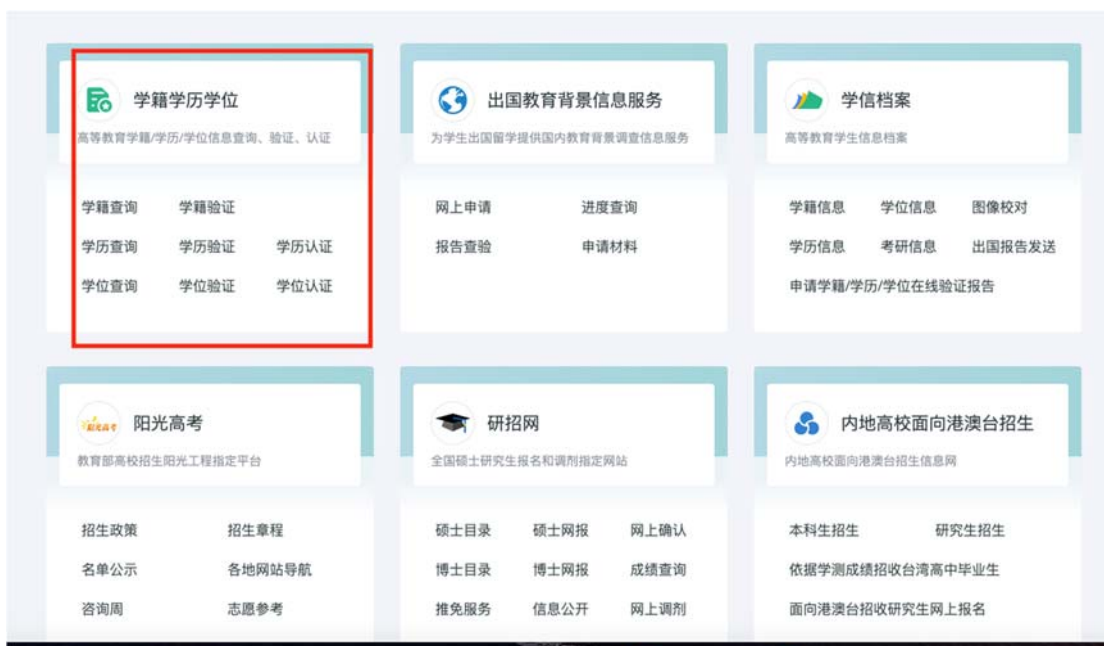 学籍学历学位
高等教育学籍/学历/学位信息查询、验证、认证
学籍查询 学籍验证
学历查询 学历验证 学历认证
学位查询 学位验证 学位认证
出国教育背景信息服务
为学生出国留学提供国内教育背景调查信息服务
网上申请 进度查询
报告查验 申请材料
学信档案
高等教育学生信息档案
学籍信息 学位信息 图像校对
学历信息 考研信息 出国报告发送
申请学籍/学历/学位在线验证报告
阳光高考
阳光高考
教育部高校招生阳光工程指定平台
招生政策 招生章程
名单公示 各地网站导航
咨询周 志愿参考
研招网
全国硕士研究生报名和调剂指定网站
硕士目录 硕士网报 网上确认
博士目录 博士网报 成绩查询
推免服务 信息公开 网上调剂
内地高校面向港澳台招生
内地高校面向港澳台招生信息网
本科生招生 研究生招生
依据学测成绩招收台湾高中毕业生
面向港澳台招收研究生网上报名